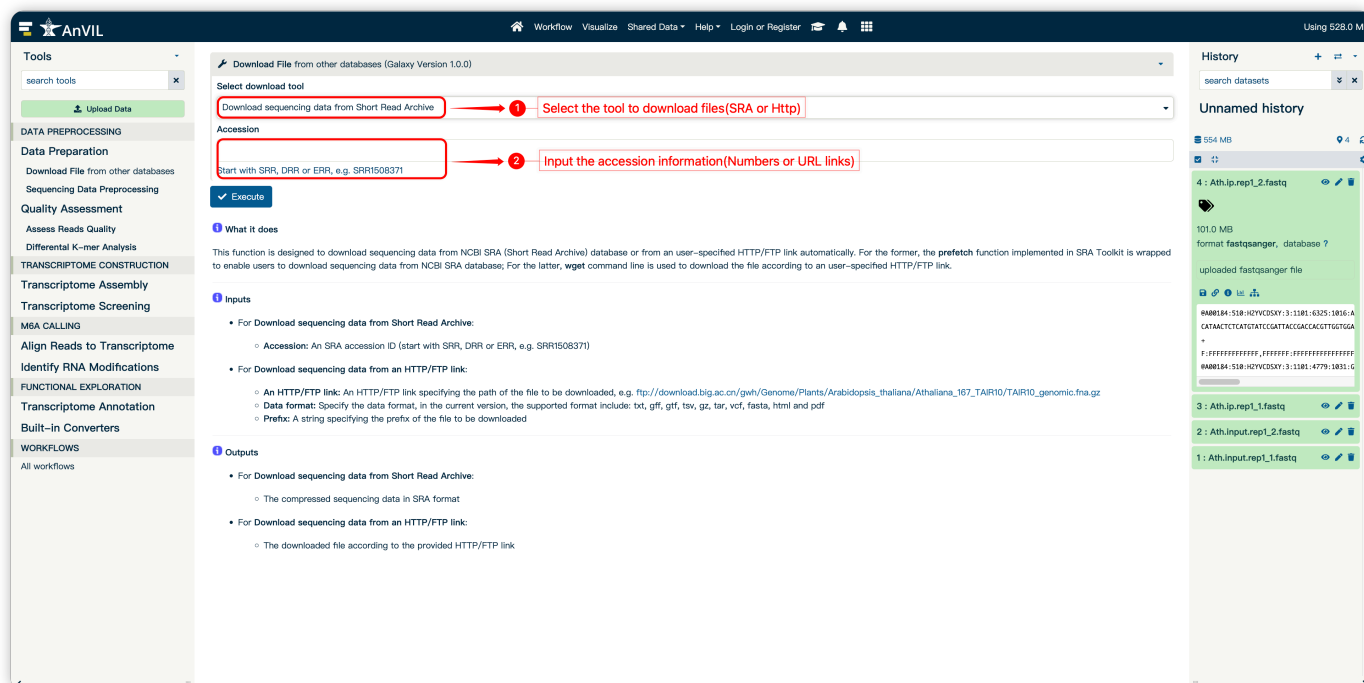 AnVIL
Workflow Visualize Shared Data Help Login or Register
Using 528.0 M
Tools
search tools
Upload Data
DATA PREPROCESSING
Data Preparation
Download File from other databases
Sequencing Data Preprocessing
Quality Assessment
Assess Reads Quality
Differential K-mer Analysis
TRANSCRIPTOME CONSTRUCTION
Transcriptome Assembly
Transcriptome Screening
M6A CALLING
Align Reads to Transcriptome
Identify RNA Modifications
FUNCTIONAL EXPLORATION
Transcriptome Annotation
Built-in Converters
WORKFLOWS
All workflows
Download File from other databases (Galaxy Version 1.0.0)
Select download tool
Download sequencing data from Short Read Archive
1 Select the tool to download files(SRA or Http)
Accession
2 Input the accession information(Numbers or URL links)
Start with SRR, DRR or ERR, e.g. SRR1508371
Execute
What it does
This function is designed to download sequencing data from NCBI SRA (Short Read Archive) database or from an user-specified HTTP/FTP link automatically. For the former, the prefetch function implemented in SRA Toolkit is wrapped
to enable users to download sequencing data from NCBI SRA database; For the latter, wget command line is used to download the file according to an user-specified HTTP/FTP link.
Inputs
• For Download sequencing data from Short Read Archive:
◦ Accession: An SRA accession ID (start with SRR, DRR or ERR, e.g. SRR1508371)
• For Download sequencing data from an HTTP/FTP link:
◦ An HTTP/FTP link: An HTTP/FTP link specifying the path of the file to be downloaded, e.g. ftp://download.big.ac.cn/gwh/Genome/Plants/Arabidopsis_thaliana/Athaliana_167_TAIR10/TAIR10_genomic.fna.gz
◦ Data format: Specify the data format, in the current version, the supported format include: txt, gff, gtf, tsv, gz, tar, vcf, fasta, html and pdf
◦ Prefix: A string specifying the prefix of the file to be downloaded
Outputs
• For Download sequencing data from Short Read Archive:
◦ The compressed sequencing data in SRA format
• For Download sequencing data from an HTTP/FTP link:
◦ The downloaded file according to the provided HTTP/FTP link
History
search datasets
Unnamed history
554 MB 4
4 : Ath.ip.rep1_2.fastq
101.0 MB
format fastqsanger, database ?
uploaded fastqsanger file
@A00184:510:H2YVCDSXY:3:1101:6325:1016:A
CATAACTCTCATGTATCCGATTACCGACCACGTTGGTGGA
+
F:FFFFFFFFFFFF,FFFFFFF:FFFFFFFFFFFFFFFFF
@A00184:510:H2YVCDSXY:3:1101:4779:1031:G
3 : Ath.ip.rep1_1.fastq
2 : Ath.input.rep1_2.fastq
1 : Ath.input.rep1_1.fastq